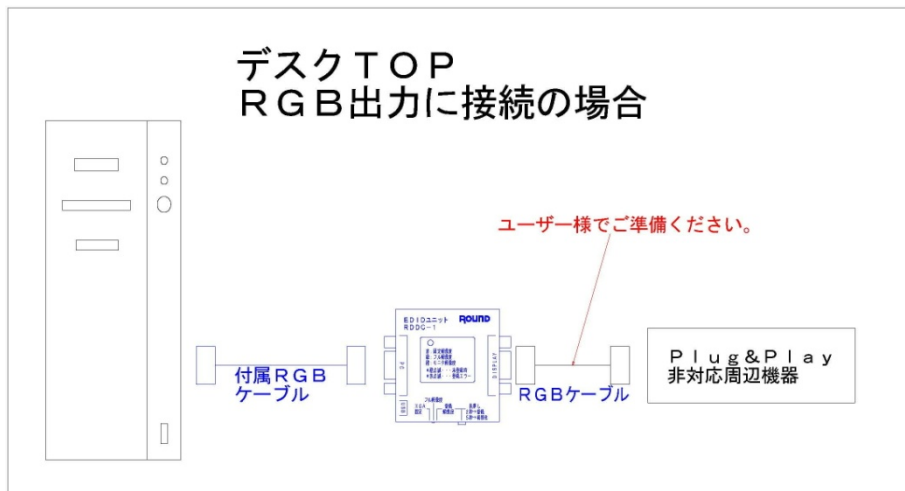 デスクＴＯＰ
ＲＧＢ出力に接続の場合
ユーザー様でご準備ください。
ＥＤＩＤユニット
ＲＤＤＣ－１
ROUND
ＰＣ
ＤＩＳＰＬＡＹ
ＵＳＢ
付属ＲＧＢ
ケーブル
ＲＧＢケーブル
Ｐｌｕｇ＆Ｐｌａｙ
非対応周辺機器